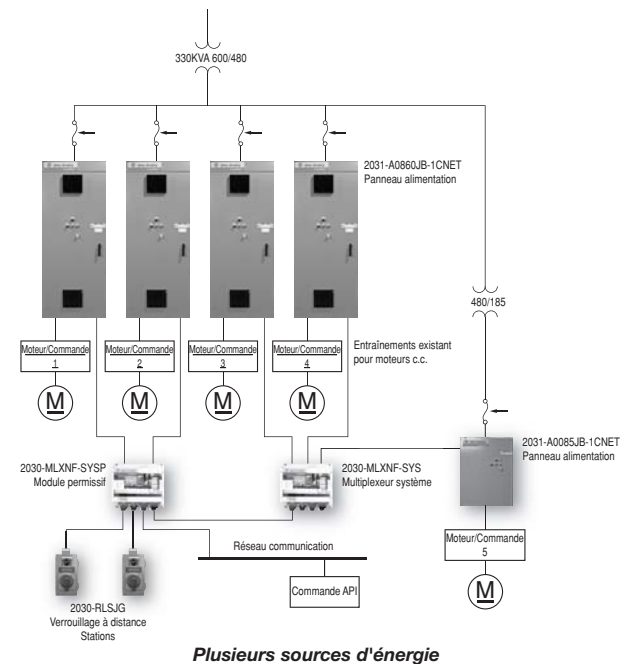 330KVA 600/480
2031-A0860JB-1CNET
Panneau alimentation
480/185
Moteur/Commande
1
Moteur/Commande
2
Moteur/Commande
3
Moteur/Commande
4
Entraînements existant
pour moteurs c.c.
M
M
M
M
2031-A0085JB-1CNET
Panneau alimentation
2030-MLXNF-SYSP
Module permissif
2030-MLXNF-SYS
Multiplexeur système
Moteur/Commande
5
M
Réseau communication
Commande API
2030-RLSJG
Verrouillage à distance
Stations
Plusieurs sources d'énergie